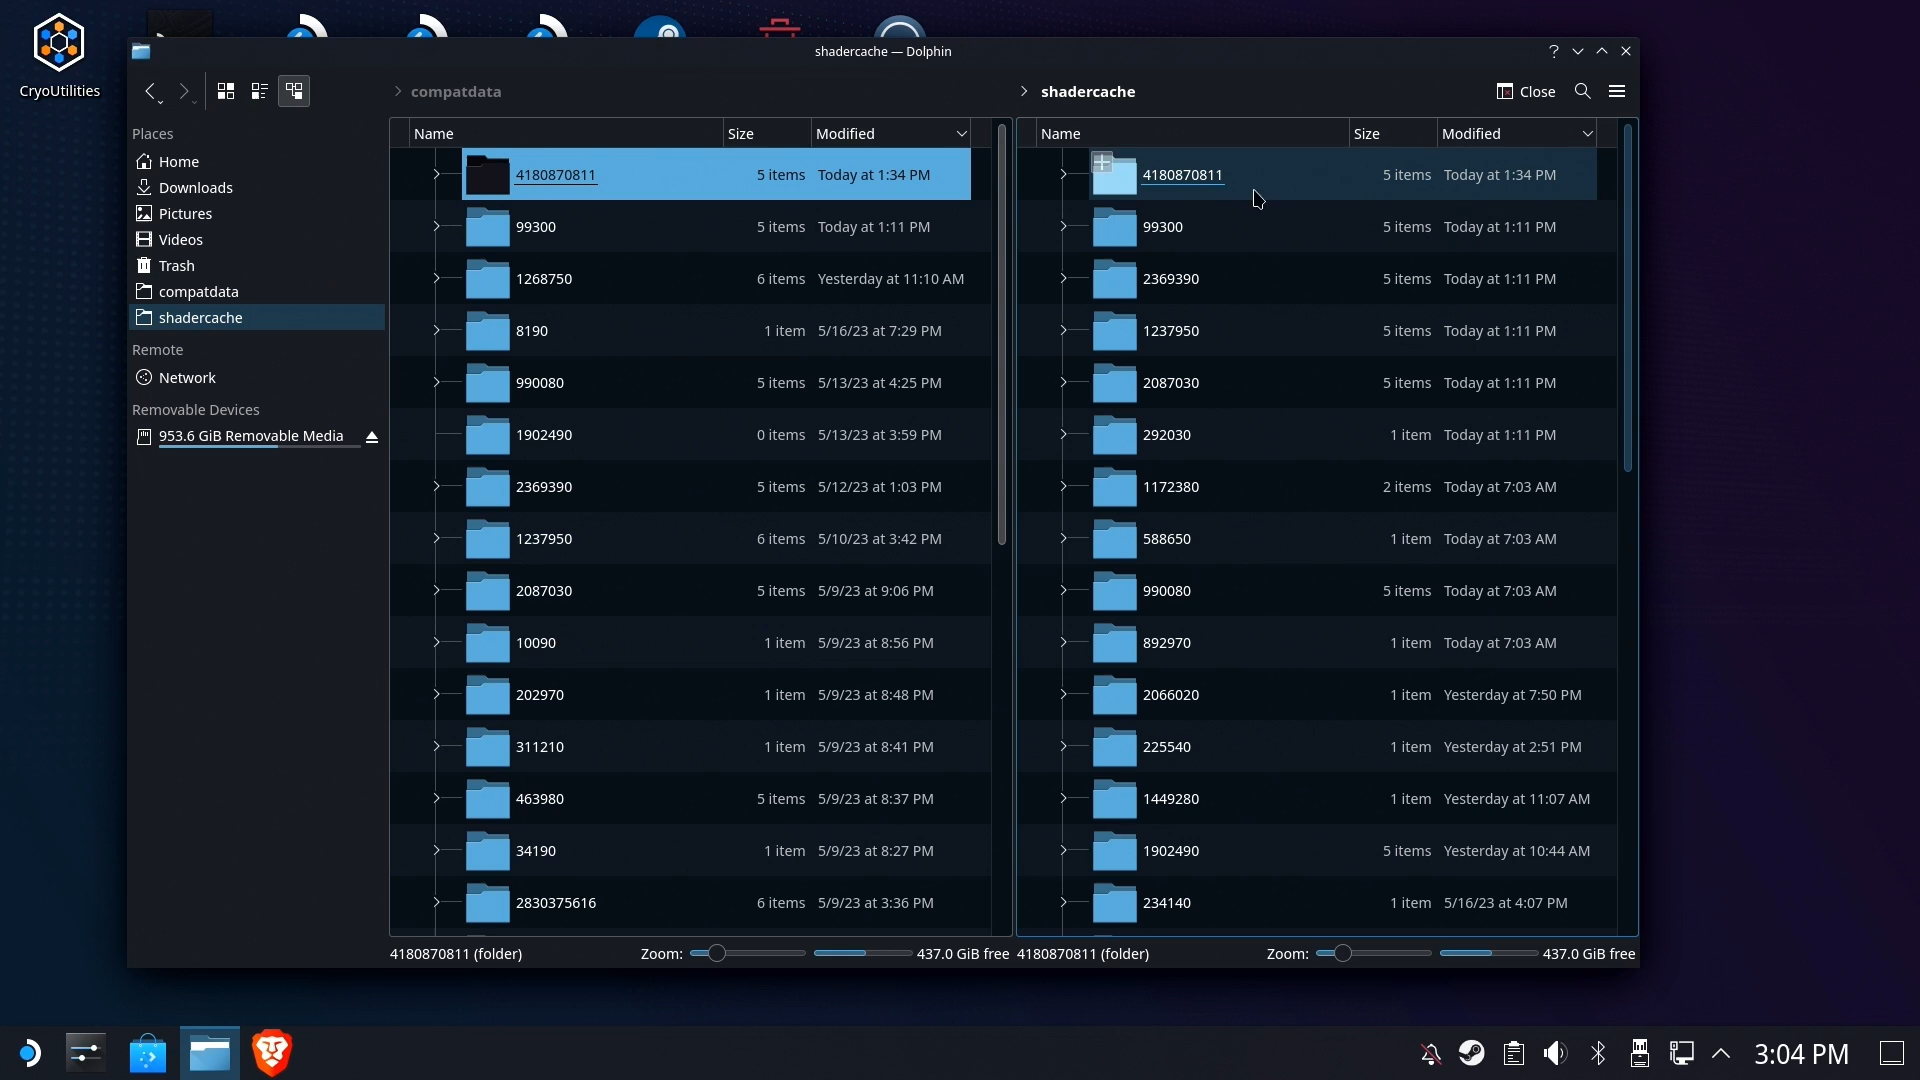 CryoUtilities
shadercache — Dolphin
compatdata
shadercache
Close
Places
Home
Downloads
Pictures
Videos
Trash
compatdata
shadercache
Remote
Network
Removable Devices
953.6 GiB Removable Media
Name Size Modified
4180870811 5 items Today at 1:34 PM
99300 5 items Today at 1:11 PM
1268750 6 items Yesterday at 11:10 AM
8190 1 item 5/16/23 at 7:29 PM
990080 5 items 5/13/23 at 4:25 PM
1902490 0 items 5/13/23 at 3:59 PM
2369390 5 items 5/12/23 at 1:03 PM
1237950 6 items 5/10/23 at 3:42 PM
2087030 5 items 5/9/23 at 9:06 PM
10090 1 item 5/9/23 at 8:56 PM
202970 1 item 5/9/23 at 8:48 PM
311210 1 item 5/9/23 at 8:41 PM
463980 5 items 5/9/23 at 8:37 PM
34190 1 item 5/9/23 at 8:27 PM
2830375616 6 items 5/9/23 at 3:36 PM
4180870811 (folder) Zoom: 437.0 GiB free
Name Size Modified
4180870811 5 items Today at 1:34 PM
99300 5 items Today at 1:11 PM
2369390 5 items Today at 1:11 PM
1237950 5 items Today at 1:11 PM
2087030 5 items Today at 1:11 PM
292030 1 item Today at 1:11 PM
1172380 2 items Today at 7:03 AM
588650 1 item Today at 7:03 AM
990080 5 items Today at 7:03 AM
892970 1 item Today at 7:03 AM
2066020 1 item Yesterday at 7:50 PM
225540 1 item Yesterday at 2:51 PM
1449280 1 item Yesterday at 11:07 AM
1902490 5 items Yesterday at 10:44 AM
234140 1 item 5/16/23 at 4:07 PM
4180870811 (folder) Zoom: 437.0 GiB free
3:04 PM